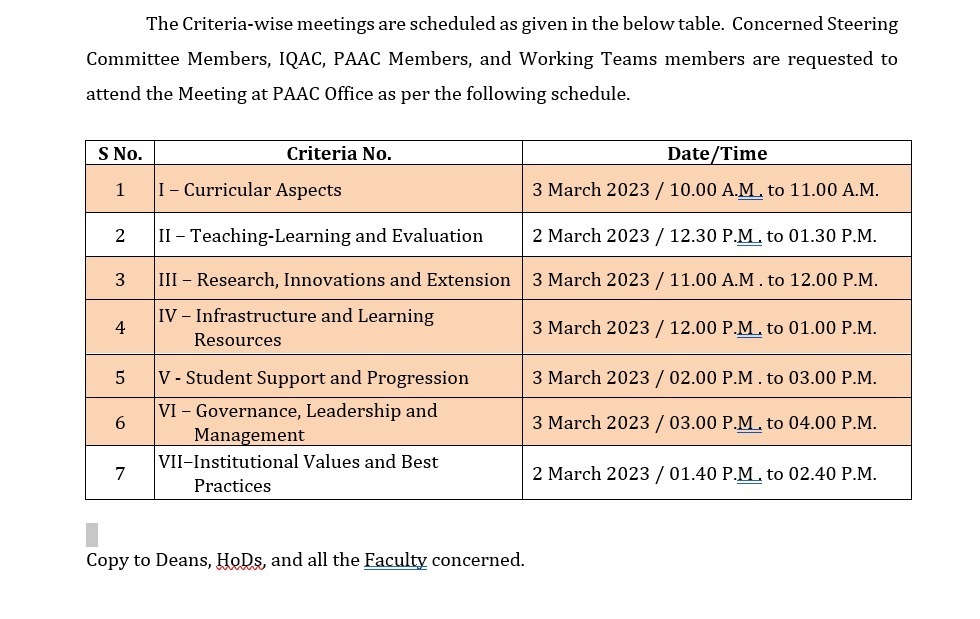 The Criteria-wise meetings are scheduled as given in the below table. Concerned Steering
Committee Members, IQAC, PAAC Members, and Working Teams members are requested to
attend the Meeting at PAAC Office as per the following schedule.
S No. Criteria No. Date/Time
1 I – Curricular Aspects 3 March 2023 / 10.00 A.M . to 11.00 A.M.
2 II – Teaching-Learning and Evaluation 2 March 2023 / 12.30 P.M . to 01.30 P.M.
3 III – Research, Innovations and Extension 3 March 2023 / 11.00 A.M . to 12.00 P.M.
4 IV – Infrastructure and Learning
Resources 3 March 2023 / 12.00 P.M . to 01.00 P.M.
5 V - Student Support and Progression 3 March 2023 / 02.00 P.M . to 03.00 P.M.
6 VI – Governance, Leadership and
Management 3 March 2023 / 03.00 P.M . to 04.00 P.M.
7 VII–Institutional Values and Best
Practices 2 March 2023 / 01.40 P.M . to 02.40 P.M.
Copy to Deans, HoDs, and all the Faculty concerned.